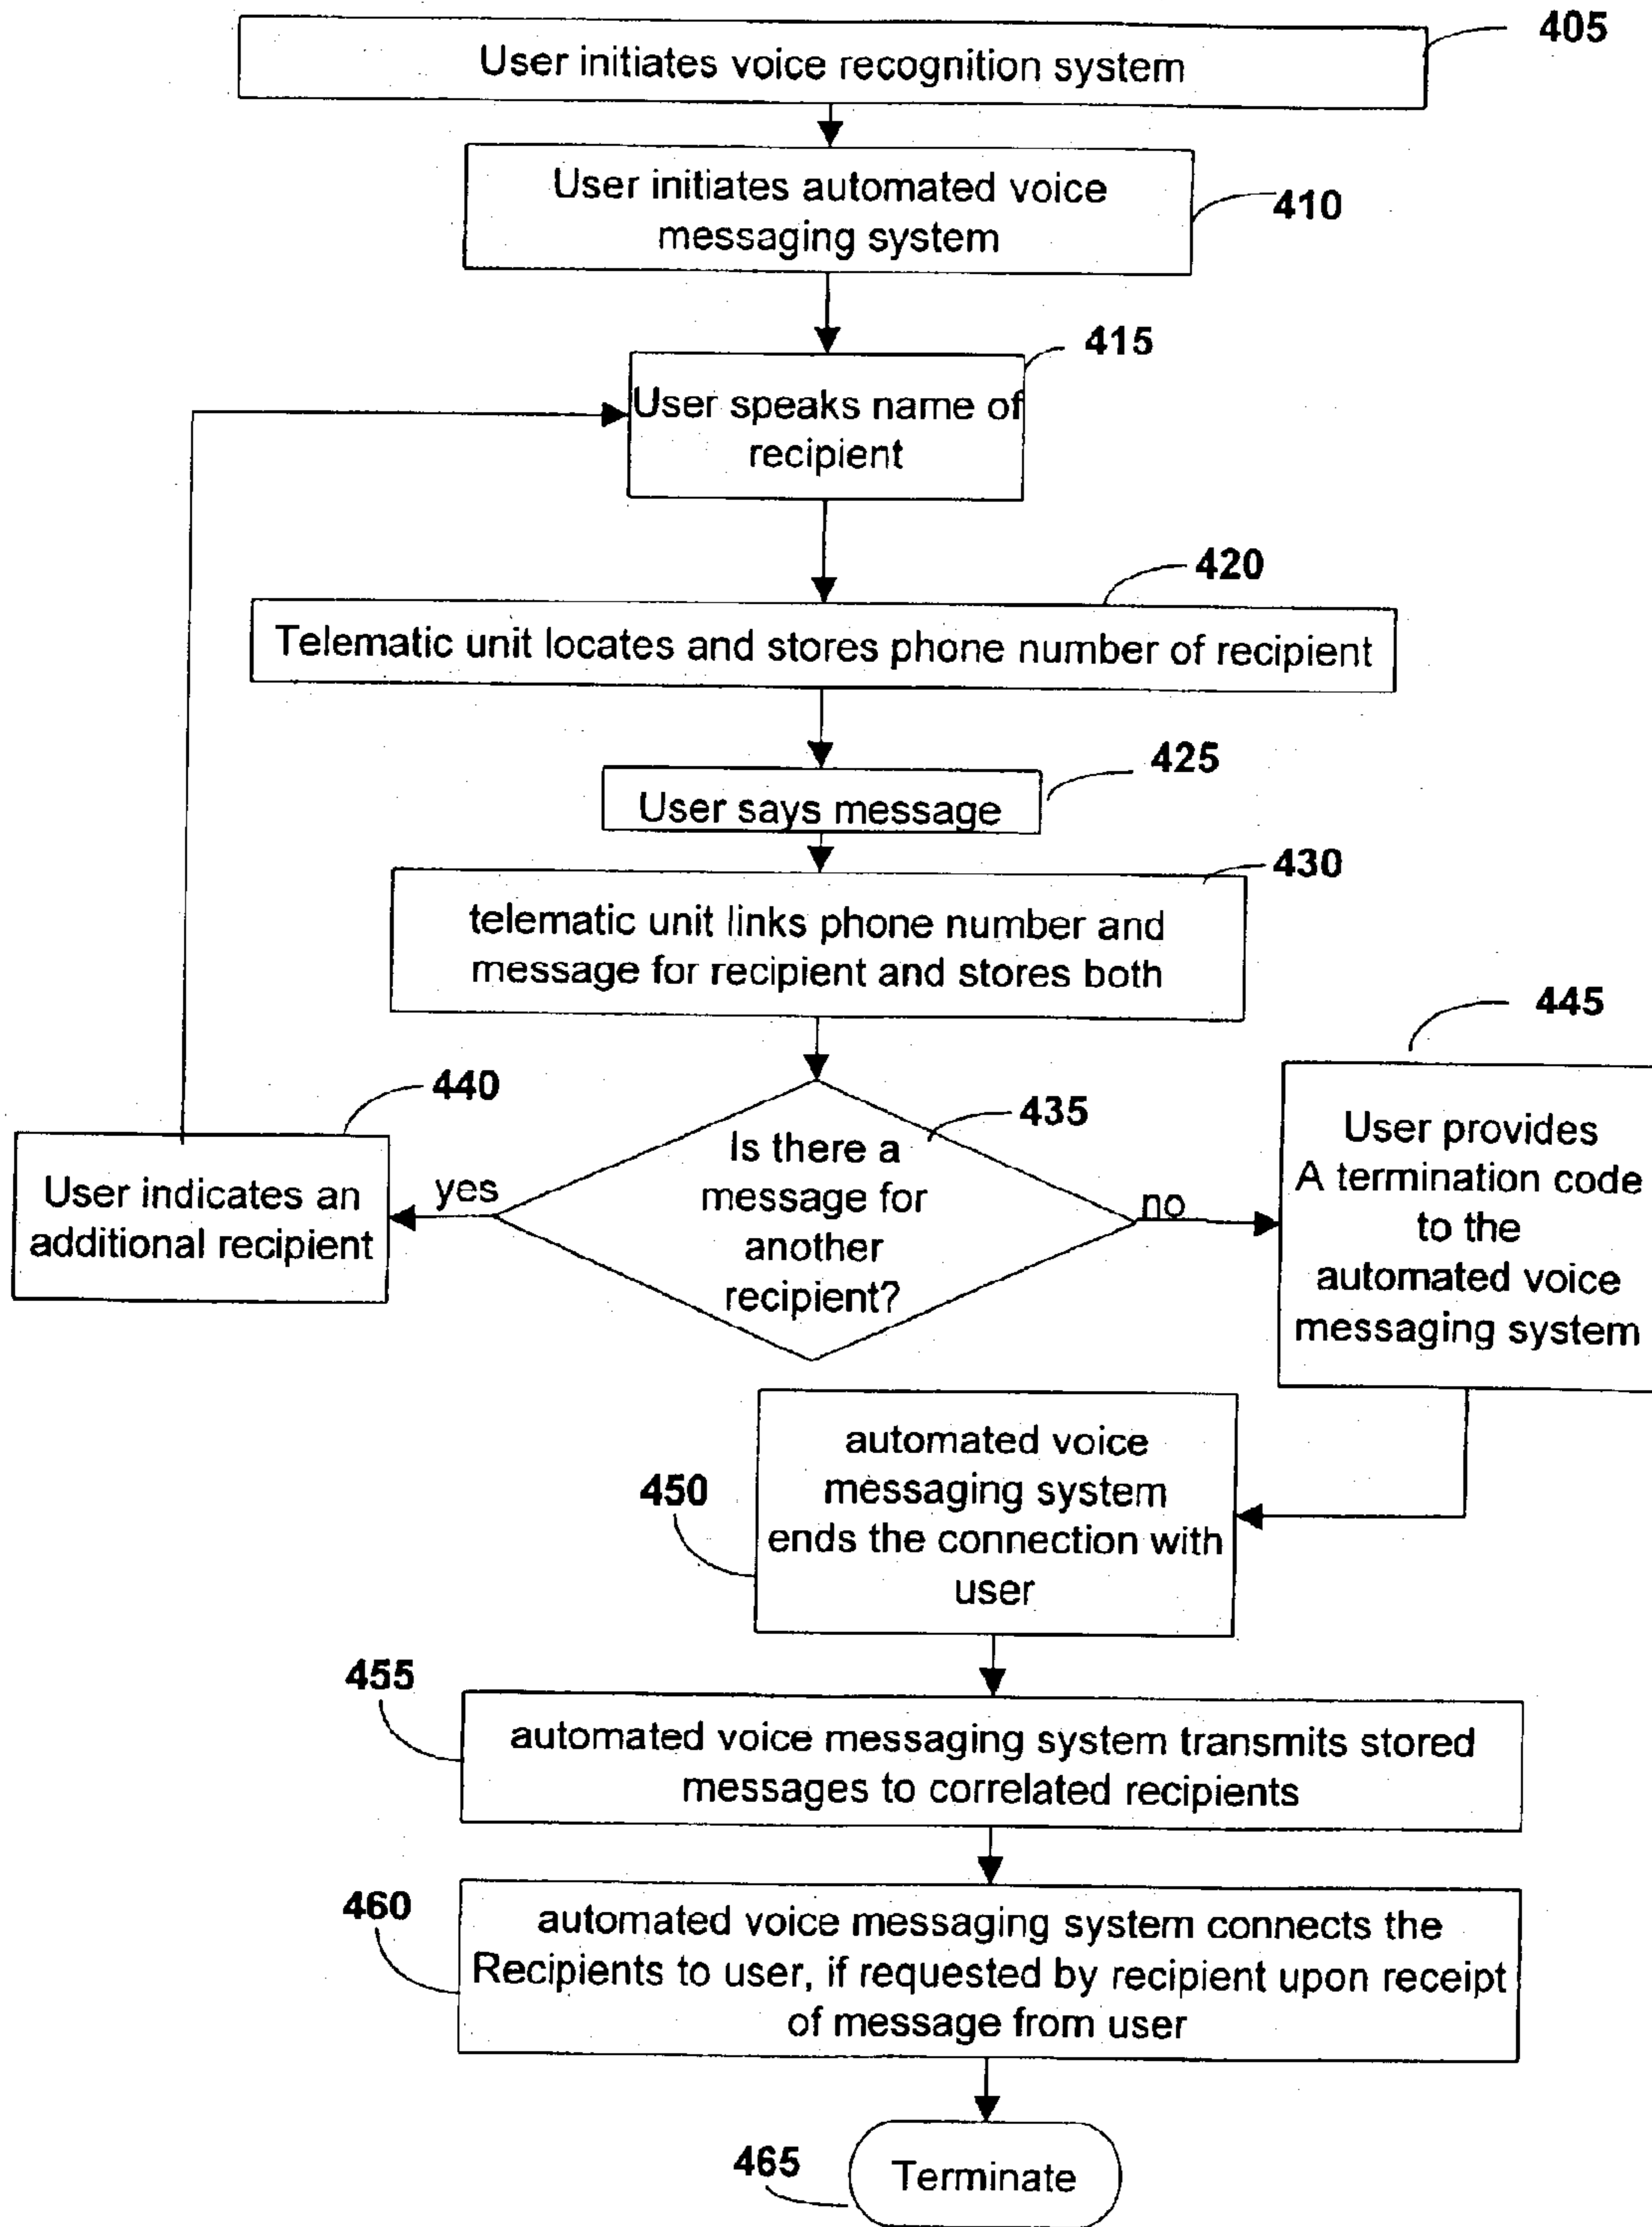 405
User initiates voice recognition system
User initiates automated voice
messaging system
410
415
User speaks name of
recipient
420
Telematic unit locates and stores phone number of recipient
425
User says message
430
telematic unit links phone number and
message for recipient and stores both
445
440
435
User indicates an
additional recipient
yes
Is there a
message for
another
recipient?
no
User provides
A termination code
to the
automated voice
messaging system
450
automated voice
messaging system
ends the connection with
user
455
automated voice messaging system transmits stored
messages to correlated recipients
460
automated voice messaging system connects the
Recipients to user, if requested by recipient upon receipt
of message from user
465
Terminate